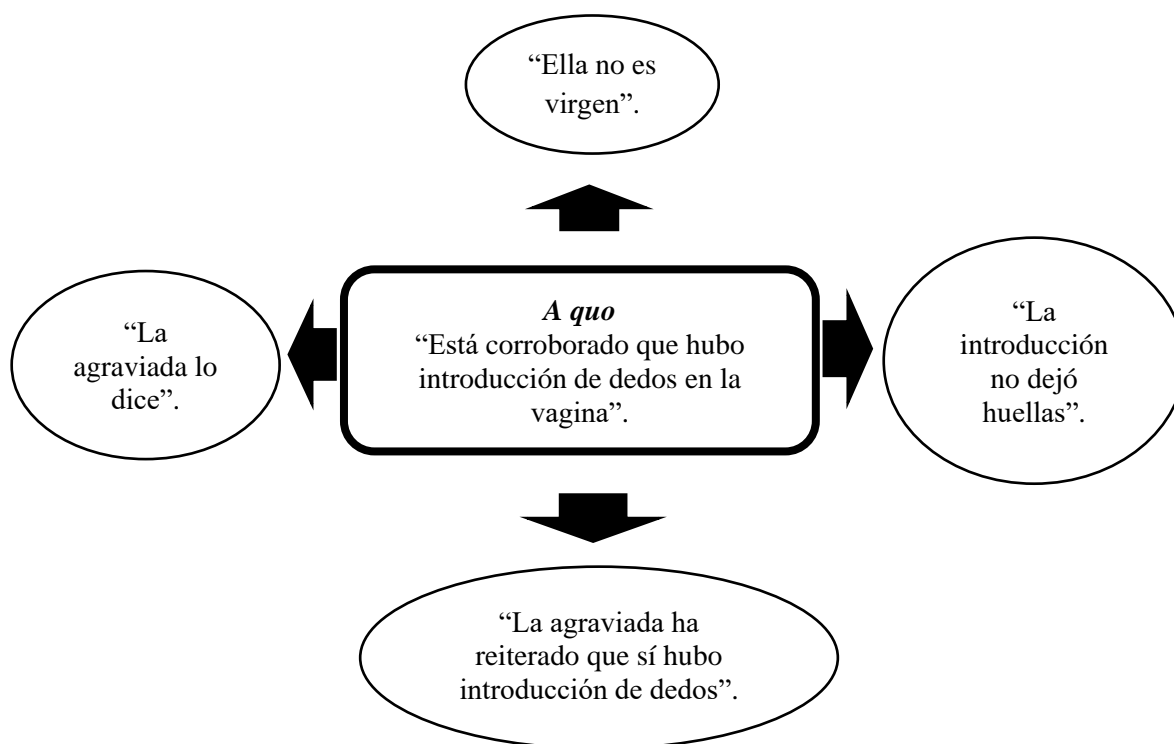 “Ella no es
virgen”.
“La
agraviada lo
dice”.
A quo
“Está corroborado que hubo
introducción de dedos en la
vagina”.
“La
introducción
no dejó
huellas”.
“La agraviada ha
reiterado que sí hubo
introducción de dedos”.